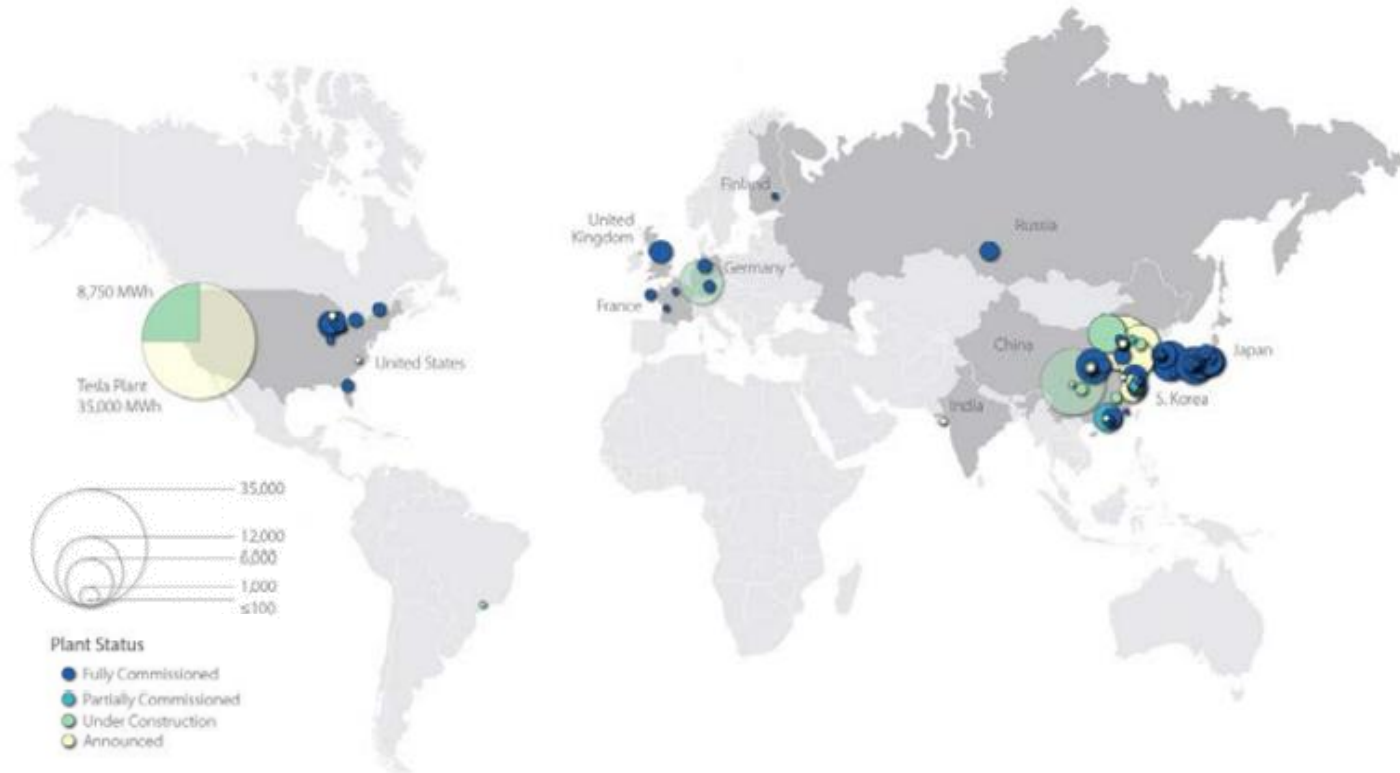 Finland
United
Kingdom
Russia
Germany
8,750 MWh
France
China
Japan
United States
Tesla Plant
35,000 MWh
S. Korea
India
35,000
12,000
6,000
1,000
≤100
Plant Status
Fully Commissioned
Partially Commissioned
Under Construction
Announced